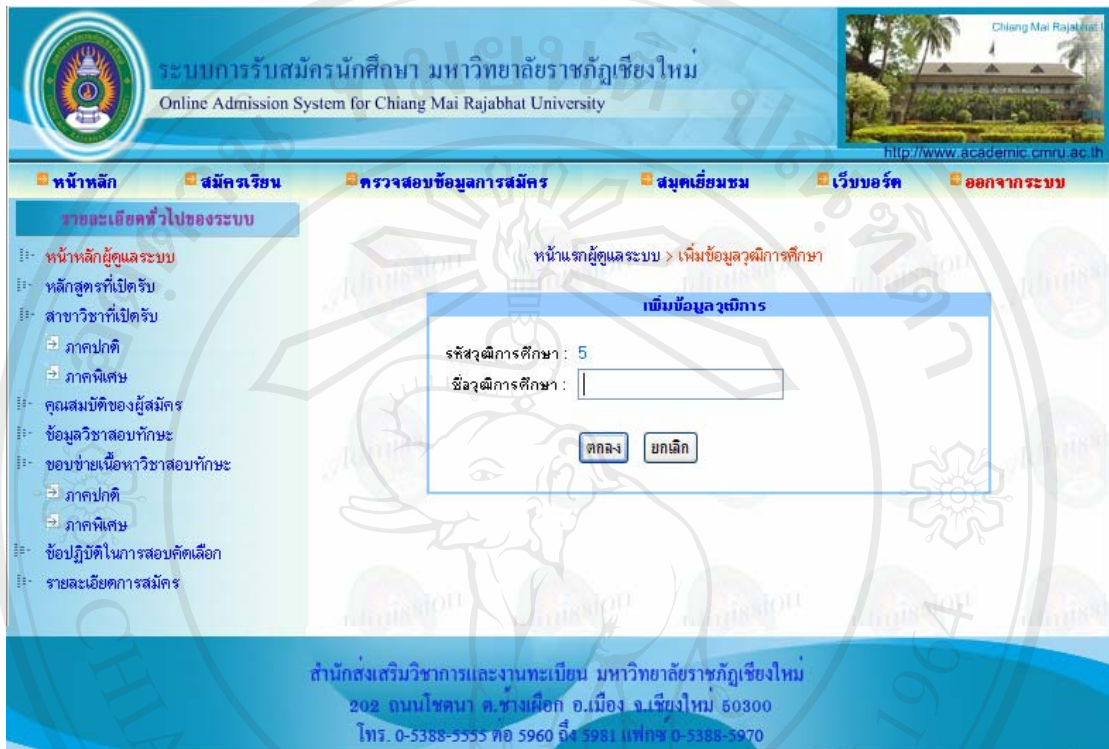 Chiang Mai Rajabhat U
ระบบการรับสมัครนักศึกษา มหาวิทยาลัยราชภัฏเชียงใหม่
Online Admission System for Chiang Mai Rajabhat University
http://www.academic.cmru.ac.th
หน้าหลัก สมัครเรียน ตรวจสอบข้อมูลการสมัคร สมุดเยี่ยมชม เว็บบอร์ด ออกจากระบบ
รายละเอียดทั่วไปของระบบ
หน้าหลักผู้ดูแลระบบ
หลักสูตรที่เปิดรับ
สาขาวิชาที่เปิดรับ
ภาคปกติ
ภาคพิเศษ
คุณสมบัติของผู้สมัคร
ข้อมูลวิชาสอบทักษะ
ขอบข่ายเนื้อหาวิชาสอบทักษะ
ภาคปกติ
ภาคพิเศษ
ข้อปฏิบัติในการสอบคัดเลือก
รายละเอียดการสมัคร
หน้าแรกผู้ดูแลระบบ > เพิ่มข้อมูลวุฒิการศึกษา
เพิ่มข้อมูลวุฒิการ
รหัสวุฒิการศึกษา : 5
ชื่อวุฒิการศึกษา :
ตกลง ยกเลิก
สำนักส่งเสริมวิชาการและงานทะเบียน มหาวิทยาลัยราชภัฏเชียงใหม่
202 ถนนโชตนา ต.ช้างเผือก อ.เมือง จ.เชียงใหม่ 50300
โทร. 0-5388-5555 ต่อ 5960 ถึง 5981 แฟกซ์ 0-5388-5970